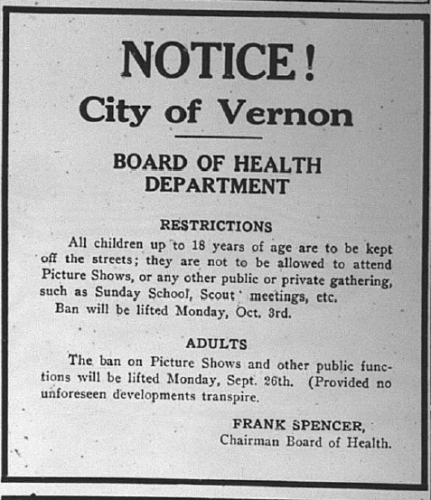 NOTICE!
City of Vernon
BOARD OF HEALTH
DEPARTMENT
RESTRICTIONS
All children up to 18 years of age are to be kept
off the streets; they are not to be allowed to attend
Picture Shows, or any other public or private gathering,
such as Sunday School, Scout meetings, etc.
Ban will be lifted Monday, Oct. 3rd.
ADULTS
The ban on Picture Shows and other public func-
tions will be lifted Monday, Sept. 26th. (Provided no
unforeseen developments transpire.
FRANK SPENCER,
Chairman Board of Health.